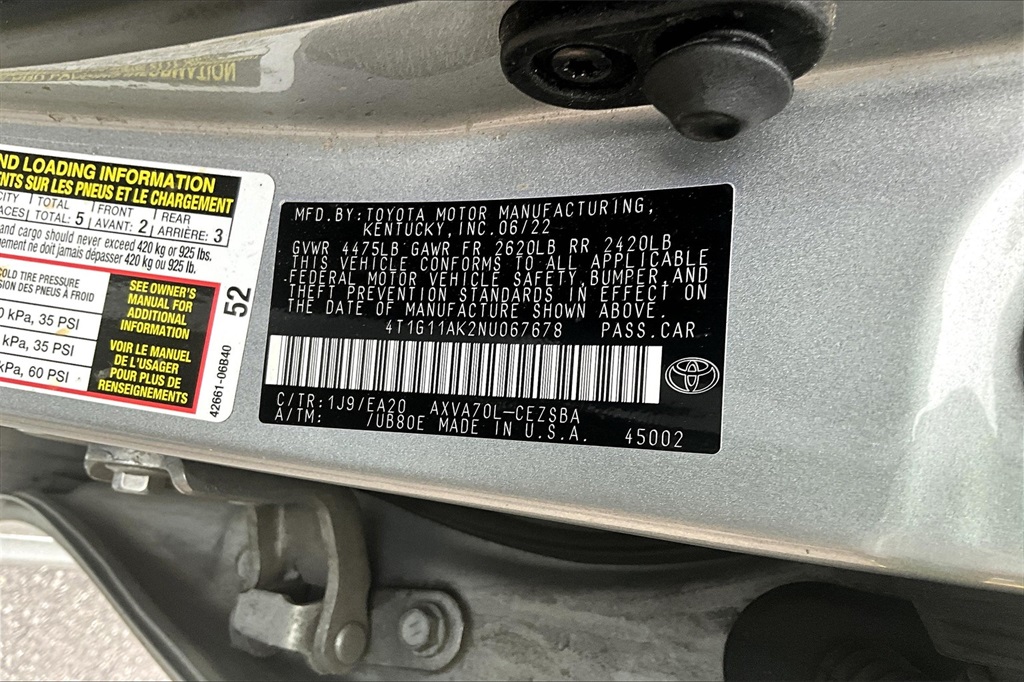 ND LOADING INFORMATION
ENTS SUR LES PNEUS ET LE CHARGEMENT
CITY TOTAL FRONT REAR
ACES TOTAL: 5 AVANT: 2 ARRIÈRE: 3
and cargo should never exceed 420 kg or 925 lbs.
ne doit jamais dépasser 420 kg ou 925 lb.
COLD TIRE PRESSURE
SION DES PNEUS À FROID
0 kPa, 35 PSI
kPa, 35 PSI
kPa, 60 PSI
SEE OWNER'S
MANUAL FOR
ADDITIONAL
INFORMATION
VOIR LE MANUEL
DE L'USAGER
POUR PLUS DE
RENSEIGNEMENTS
52
42661-06B40
MFD.BY:TOYOTA MOTOR MANUFACTURING,
KENTUCKY,INC.06/22
GVWR 4475LB GAWR FR 2620LB RR 2420LB
THIS VEHICLE CONFORMS TO ALL APPLICABLE
FEDERAL MOTOR VEHICLE SAFETY,BUMPER,AND
THEFT PREVENTION STANDARDS IN EFFECT ON
THE DATE OF MANUFACTURE SHOWN ABOVE.
4T1G11AK2NU067678 PASS.CAR
C/TR:1J9/EA20 AXVA70L-CEZSBA
A/TM: /UB80E MADE IN U.S.A. 45002